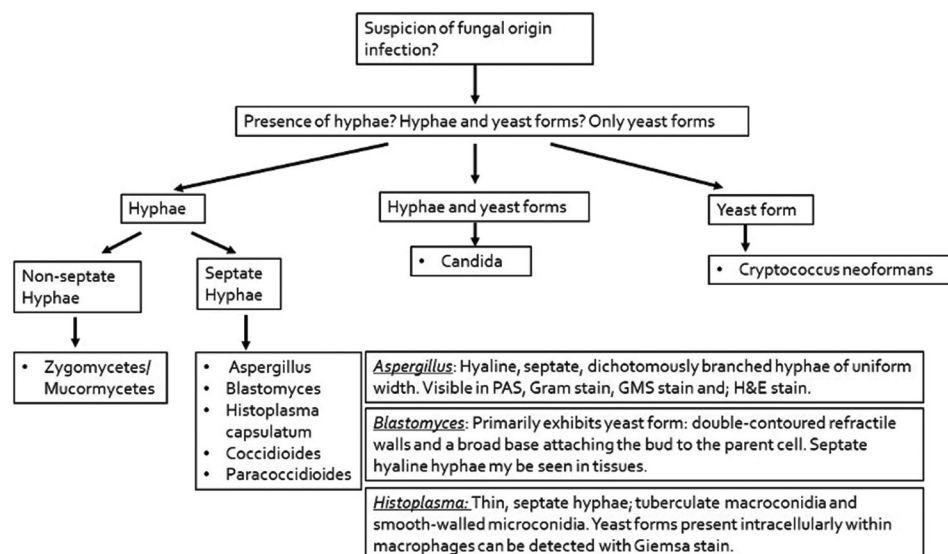 Suspicion of fungal origin
infection?
Presence of hyphae? Hyphae and yeast forms? Only yeast forms
Hyphae
Hyphae and yeast forms
Yeast form
• Candida
• Cryptococcus neoformans
Non-septate
Hyphae
Septate
Hyphae
• Zygomycetes/
Mucormycetes
• Aspergillus
• Blastomyces
• Histoplasma
capsulatum
• Coccidioides
• Paracoccidioides
Aspergillus: Hyaline, septate, dichotomously branched hyphae of uniform
width. Visible in PAS, Gram stain, GMS stain and; H&E stain.
Blastomyces: Primarily exhibits yeast form: double-contoured refractile
walls and a broad base attaching the bud to the parent cell. Septate
hyaline hyphae my be seen in tissues.
Histoplasma: Thin, septate hyphae; tuberculate macroconidia and
smooth-walled microconidia. Yeast forms present intracellularly within
macrophages can be detected with Giemsa stain.